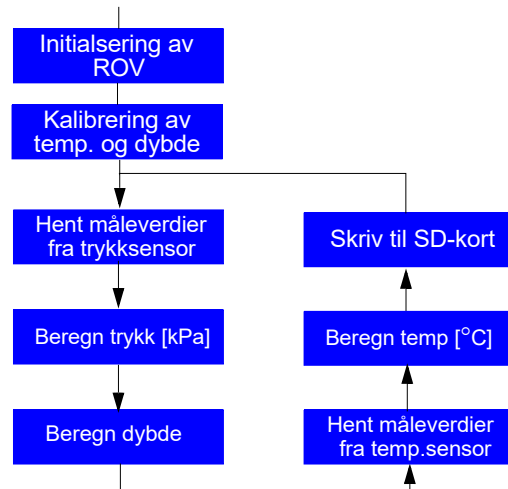 Initialsering av
ROV
Kalibrering av
temp. og dybde
Hent måleverdier
fra trykksensor
Beregn trykk [kPa]
Beregn dybde
Skriv til SD-kort
Beregn temp [°C]
Hent måleverdier
fra temp.sensor